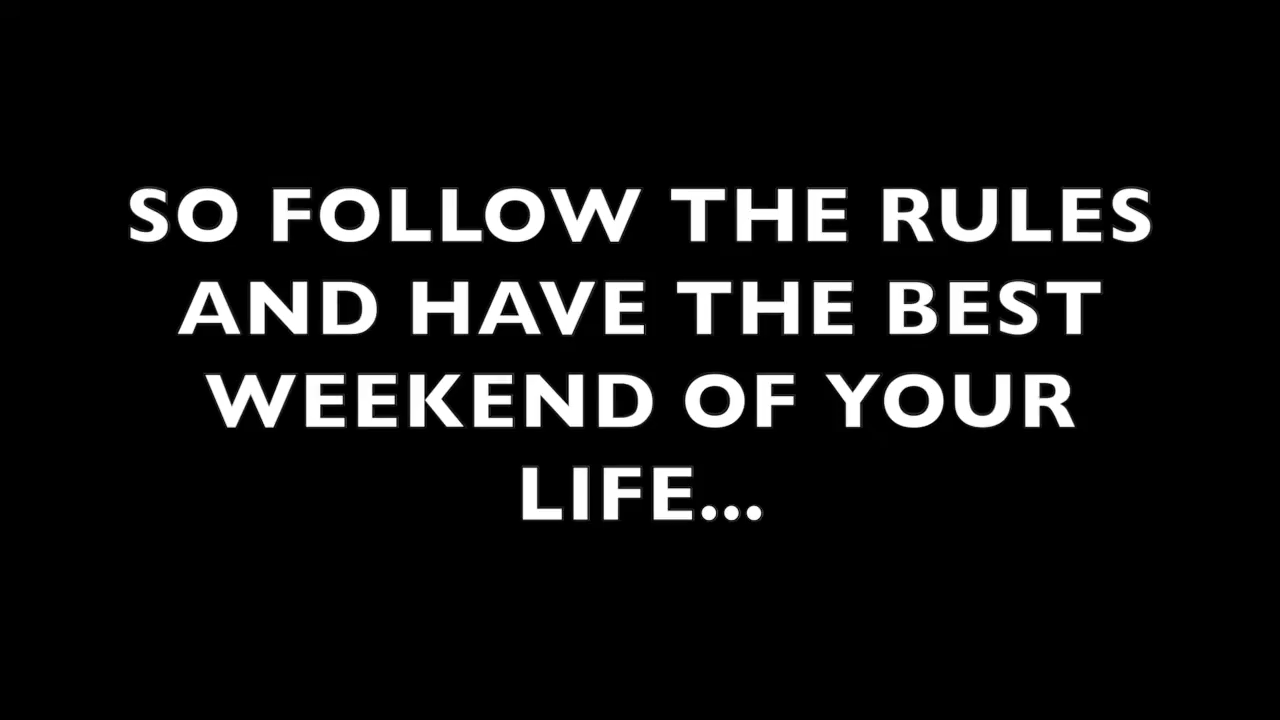 SO FOLLOW THE RULES
AND HAVE THE BEST
WEEKEND OF YOUR
LIFE...